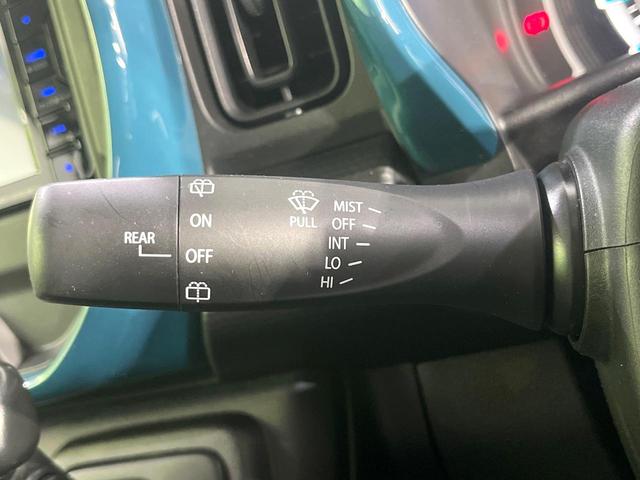 REAR
ON
OFF
PULL
MIST
OFF
INT
LO
HI